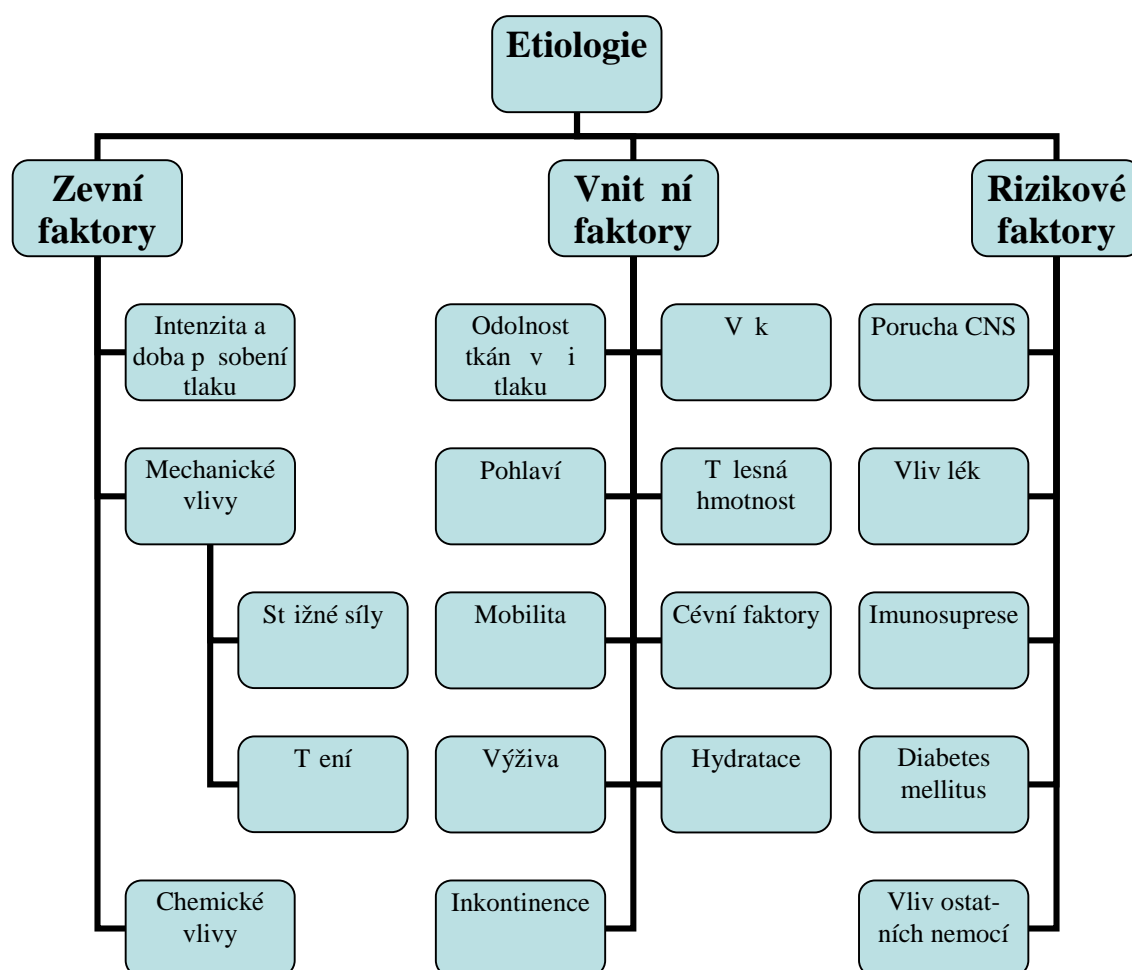 Etiologie
Zevní
faktory
Vnit ní
faktory
Rizikové
faktory
Intenzita a
doba p sobení
tlaku
Mechanické
vlivy
St ižné síly
T ení
Chemické
vlivy
Odolnost
tkán v i
tlaku
V k
Pohlaví
T lesná
hmotnost
Mobilita
Cévní faktory
Výživa
Hydratace
Inkontinence
Porucha CNS
Vliv lék
Imunosuprese
Diabetes
mellitus
Vliv ostat-
ních nemocí